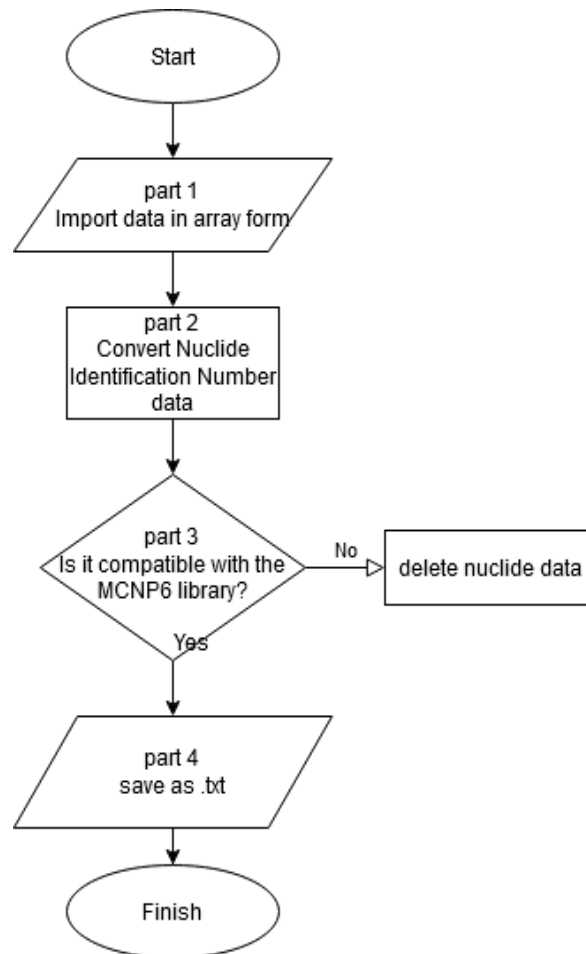 Start
part 1
Import data in array form
part 2
Convert Nuclide
Identification Number
data
part 3
Is it compatible with the
MCNP6 library?
No
delete nuclide data
Yes
part 4
save as .txt
Finish